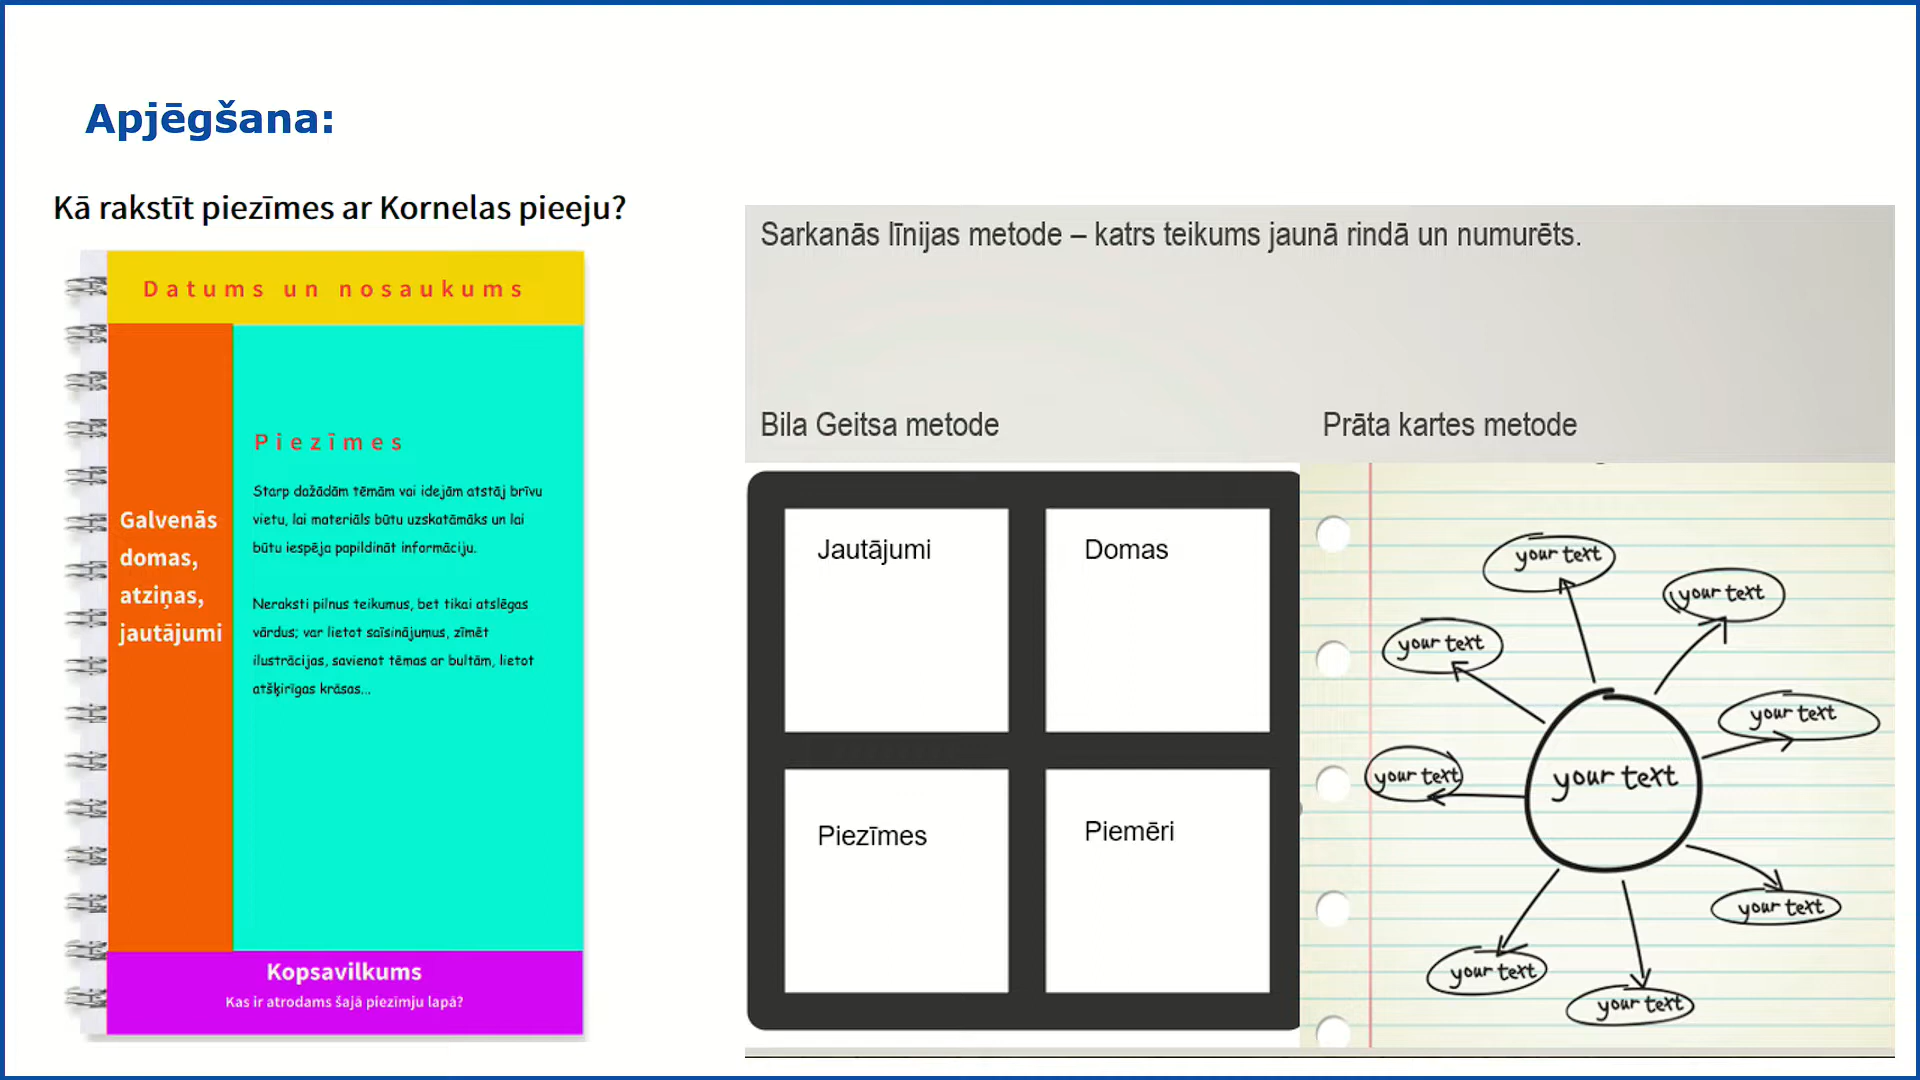 Apjēgšana:
Kā rakstīt piezīmes ar Kornelas pieeju?
Datums un nosaukums
Galvenās
domas,
atziņas,
jautājumi
Piezīmes
Starp dažādām tēmām vai idejām atstāj brīvu
vietu, lai materiāls būtu uzskatāmāks un lai
būtu iespēja papildināt informāciju.
Neraksti pilnus teikumus, bet tikai atslēgas
vārdus; var lietot saīsinājumus, zīmēt
ilustrācijas, savienot tēmas ar bultām, lietot
atšķirīgas krāsas...
Kopsavilkums
Kas ir atrodams šajā piezīmju lapā?
Sarkanās līnijas metode – katrs teikums jaunā rindā un numurēts.
Bila Geitsa metode
Jautājumi
Domas
Piezīmes
Piemēri
Prāta kartes metode
your text
your text
your text
your text
your text
your text
your text
your text
your text